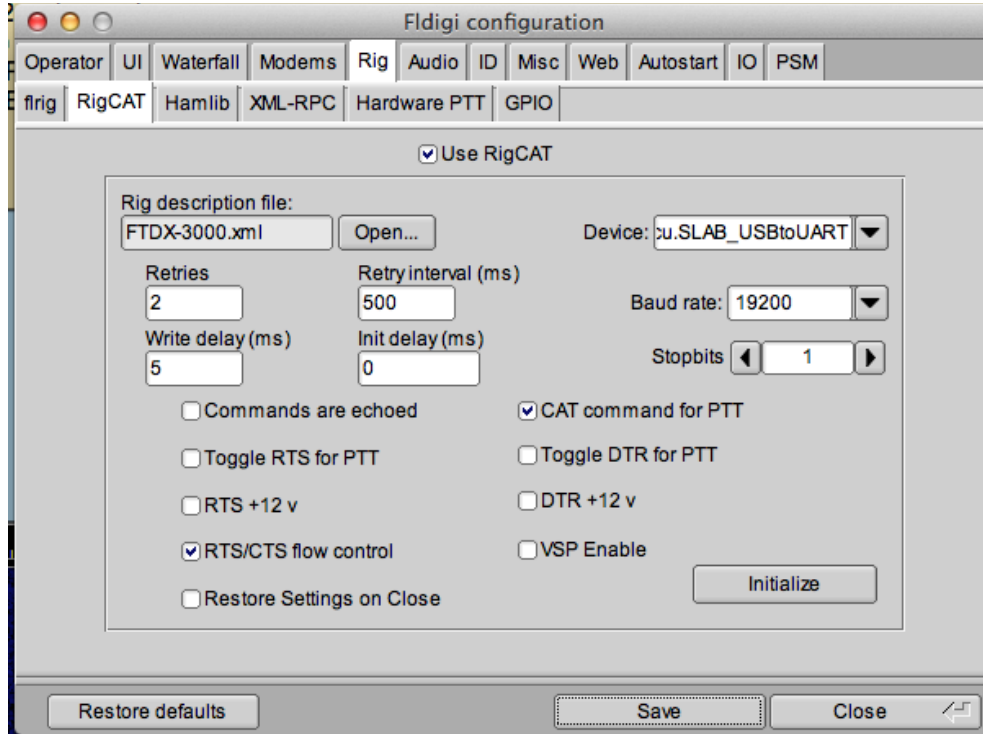 Fldigi configuration
Operator UI Waterfall Modems Rig Audio ID Misc Web Autostart IO PSM
flrig RigCAT Hamlib XML-RPC Hardware PTT GPIO
Use RigCAT
Rig description file:
FTDX-3000.xml Open... Device: cu.SLAB_USBtoUART
Retries Retry interval (ms)
2 500 Baud rate: 19200
Write delay (ms) Init delay (ms)
5 0 Stopbits 1
Commands are echoed CAT command for PTT
Toggle RTS for PTT Toggle DTR for PTT
RTS +12 v DTR +12 v
RTS/CTS flow control VSP Enable
Initialize
Restore Settings on Close
Restore defaults Save Close